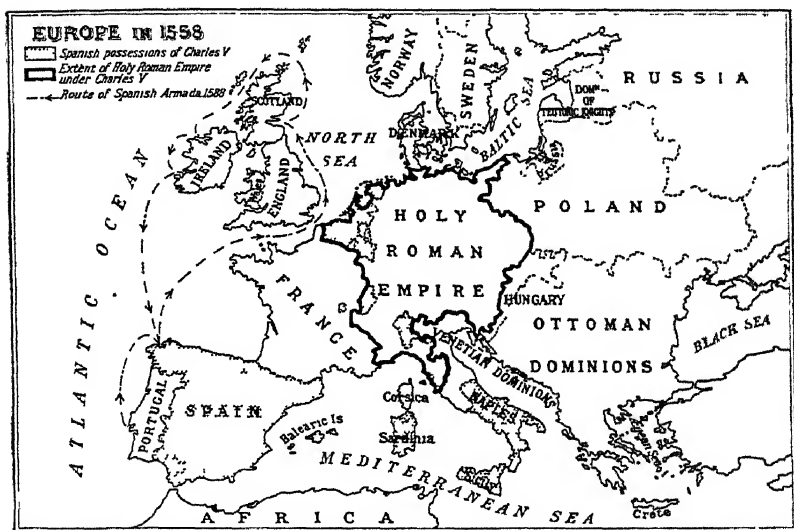 EUROPE IN 1558
Spanish possessions of Charles V
Extent of Holy Roman Empire
under Charles V
Route of Spanish Armada.1588
NORWAY
SWEDEN
BALTIC SEA
RUSSIA
DOMN
OF
TEUTONIC KNIGHTS
SCOTLAND
IRELAND
ENGLAND
NORTH
SEA
DENMARK
ATLANTIC OCEAN
POLAND
HOLY
ROMAN
EMPIRE
FRANCE
HUNGARY
OTTOMAN
DOMINIONS
BLACK SEA
VENETIAN DOMINIONS
NAPLES
PORTUGAL
SPAIN
Balearic Is
Corsica
Sardinia
MEDITERRANEAN SEA
Crete
AFRICA